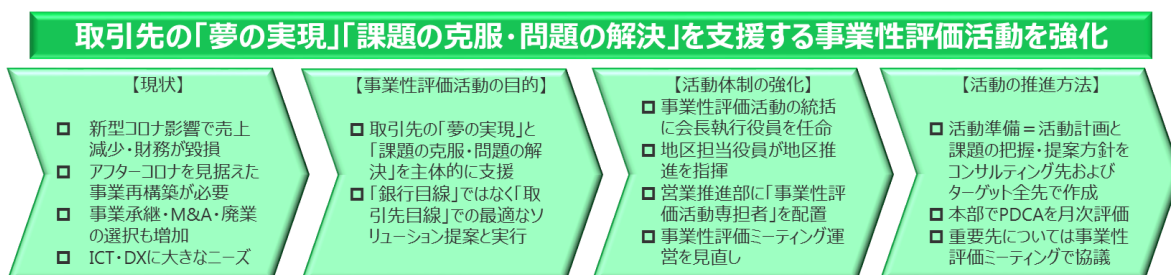 取引先の「夢の実現」「課題の克服・問題の解決」を支援する事業性評価活動を強化
【現状】
新型コロナ影響で売上
減少・財務が毀損
アフターコロナを見据えた
事業再構築が必要
事業承継・M&A・廃業
の選択も増加
ICT・DXに大きなニーズ
【事業性評価活動の目的】
取引先の「夢の実現」と
「課題の克服・問題の解
決」を主体的に支援
「銀行目線」ではなく「取
引先目線」での最適なソ
リューション提案と実行
【活動体制の強化】
事業性評価活動の統括
に会長執行役員を任命
地区担当役員が地区推
進を指揮
営業推進部に「事業性評
価活動専担者」を配置
事業性評価ミーティング運
営を見直し
【活動の推進方法】
活動準備＝活動計画と
課題の把握・提案方針を
コンサルティング先および
ターゲット全先で作成
本部でPDCAを月次評価
重要先については事業性
評価ミーティングで協議